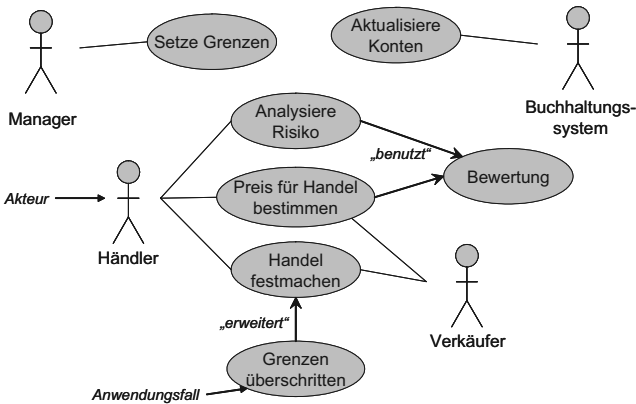 Setze Grenzen
Aktualisiere
Konten
Manager
Buchhaltungs-
system
Analysiere
Risiko
„benutzt“
Bewertung
Akteur
Preis für Handel
bestimmen
Händler
Handel
festmachen
„erweitert“
Verkäufer
Grenzen
überschritten
Anwendungsfall